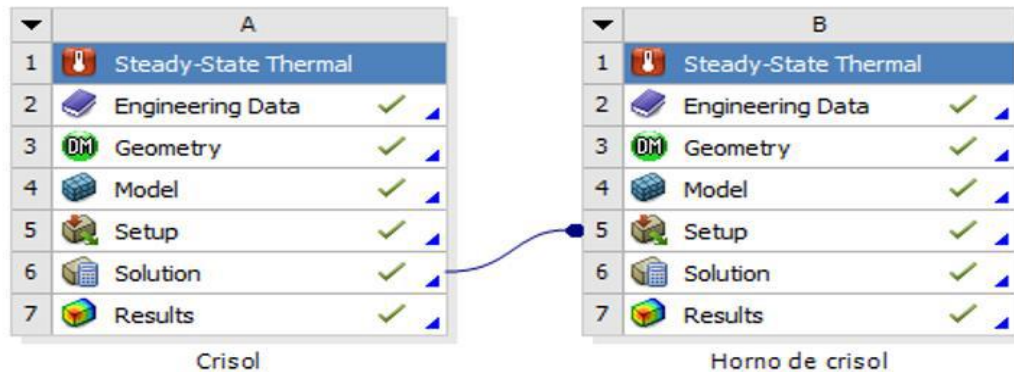 A
1 Steady-State Thermal
2 Engineering Data
3 DM Geometry
4 Model
5 Setup
6 Solution
7 Results
Crisol
B
1 Steady-State Thermal
2 Engineering Data
3 DM Geometry
4 Model
5 Setup
6 Solution
7 Results
Horno de crisol